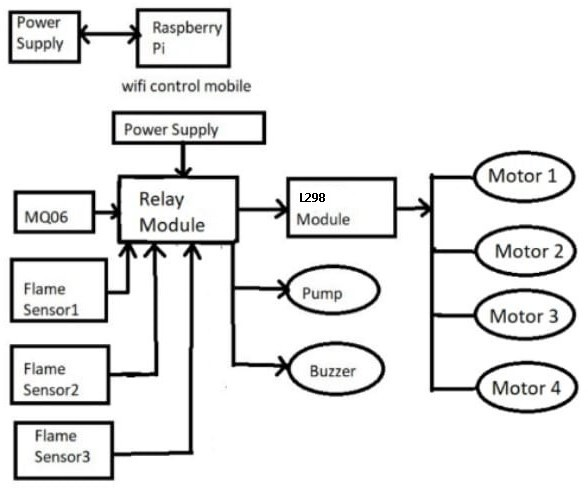 Power
Supply
Raspberry
Pi
wifi control mobile
Power Supply
Relay
Module
L298
Module
MQ06
Flame
Sensor1
Flame
Sensor2
Flame
Sensor3
Pump
Buzzer
Motor 1
Motor 2
Motor 3
Motor 4